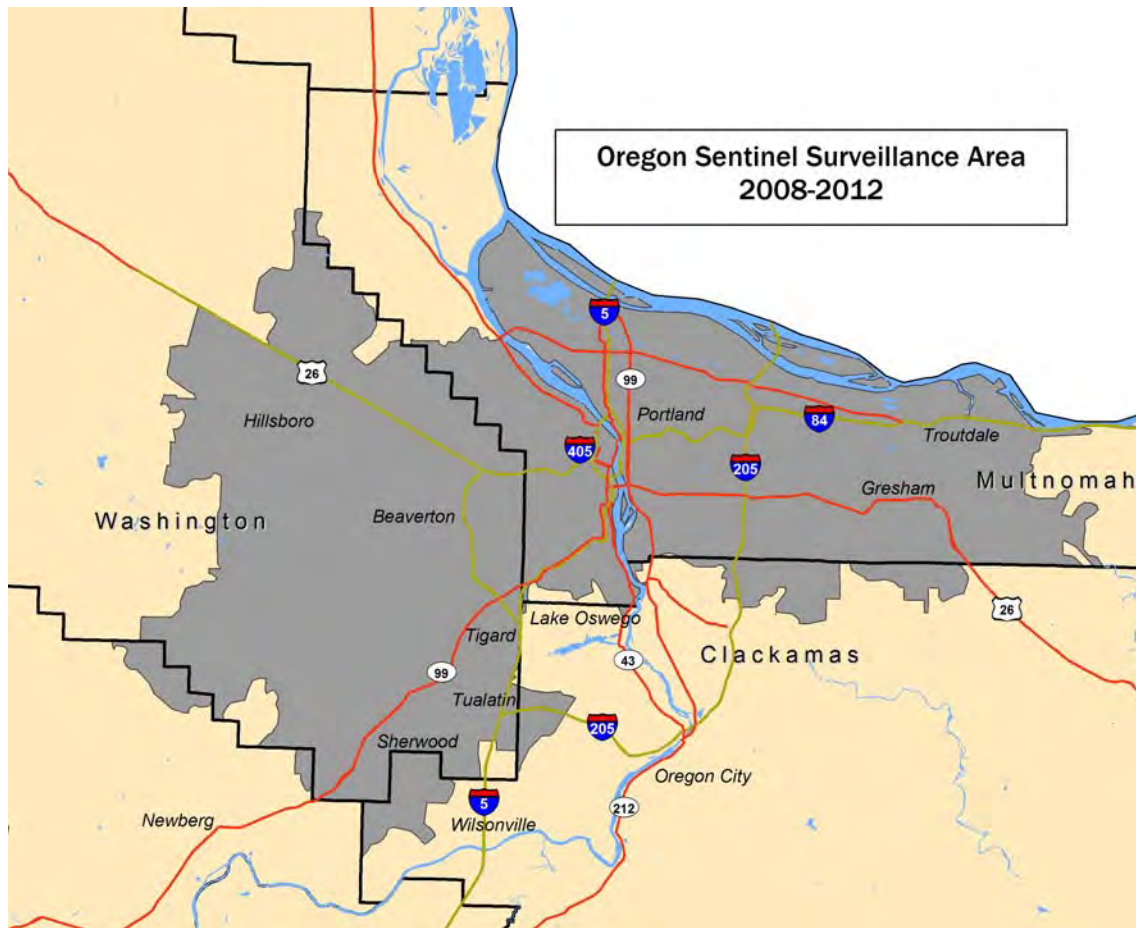 Oregon Sentinel Surveillance Area
2008-2012
5
26
99
Hillsboro
Portland
84
Troutdale
405
205
Gresham
Multnomah
Beaverton
Washington
26
Lake Oswego
Tigard
43
Clackamas
99
Tualatin
205
Sherwood
Oregon City
5
212
Newberg
Wilsonville